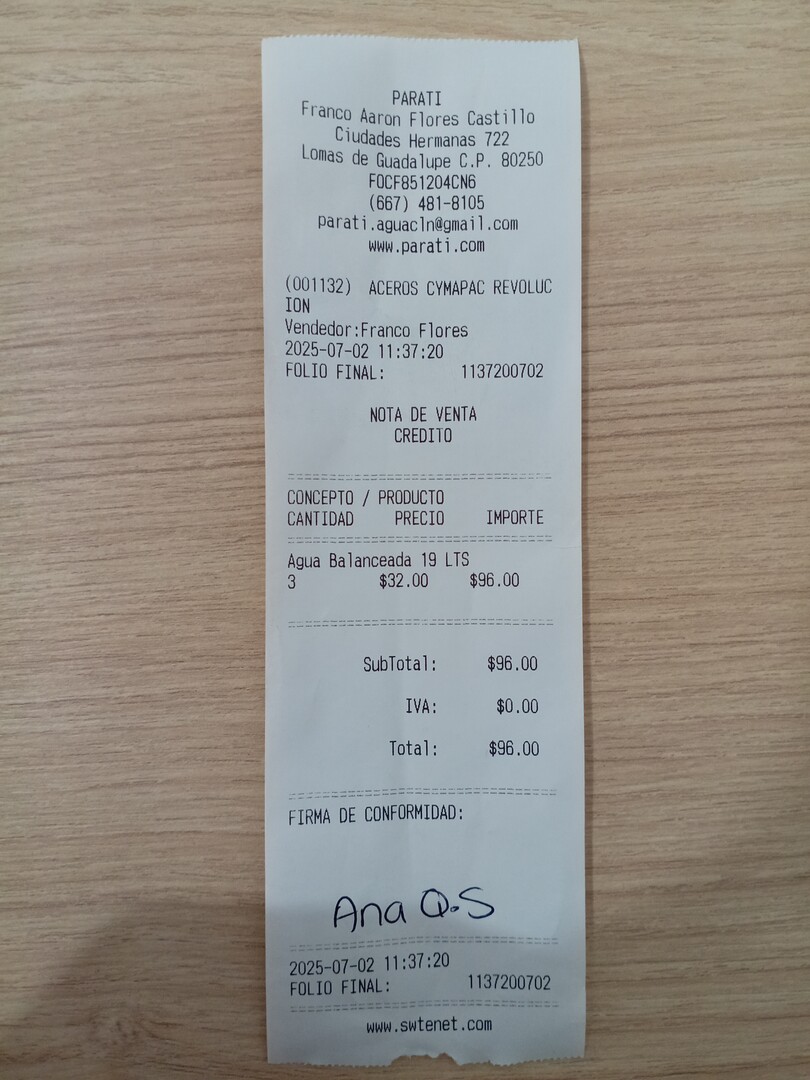 PARATI
Franco Aaron Flores Castillo
Ciudades Hermanas 722
Lomas de Guadalupe C.P. 80250
FOCF851204CN6
(667) 481-8105
parati.aguacln@gmail.com
www.parati.com
(001132) ACEROS CYMAPAC REVOLUC
ION
Vendedor:Franco Flores
2025-07-02 11:37:20
FOLIO FINAL: 1137200702
NOTA DE VENTA
CREDITO
CONCEPTO / PRODUCTO
CANTIDAD PRECIO IMPORTE
Agua Balanceada 19 LTS
3 $32.00 $96.00
SubTotal: $96.00
IVA: $0.00
Total: $96.00
FIRMA DE CONFORMIDAD:
Ana Q.S
2025-07-02 11:37:20
FOLIO FINAL: 1137200702
www.swtenet.com